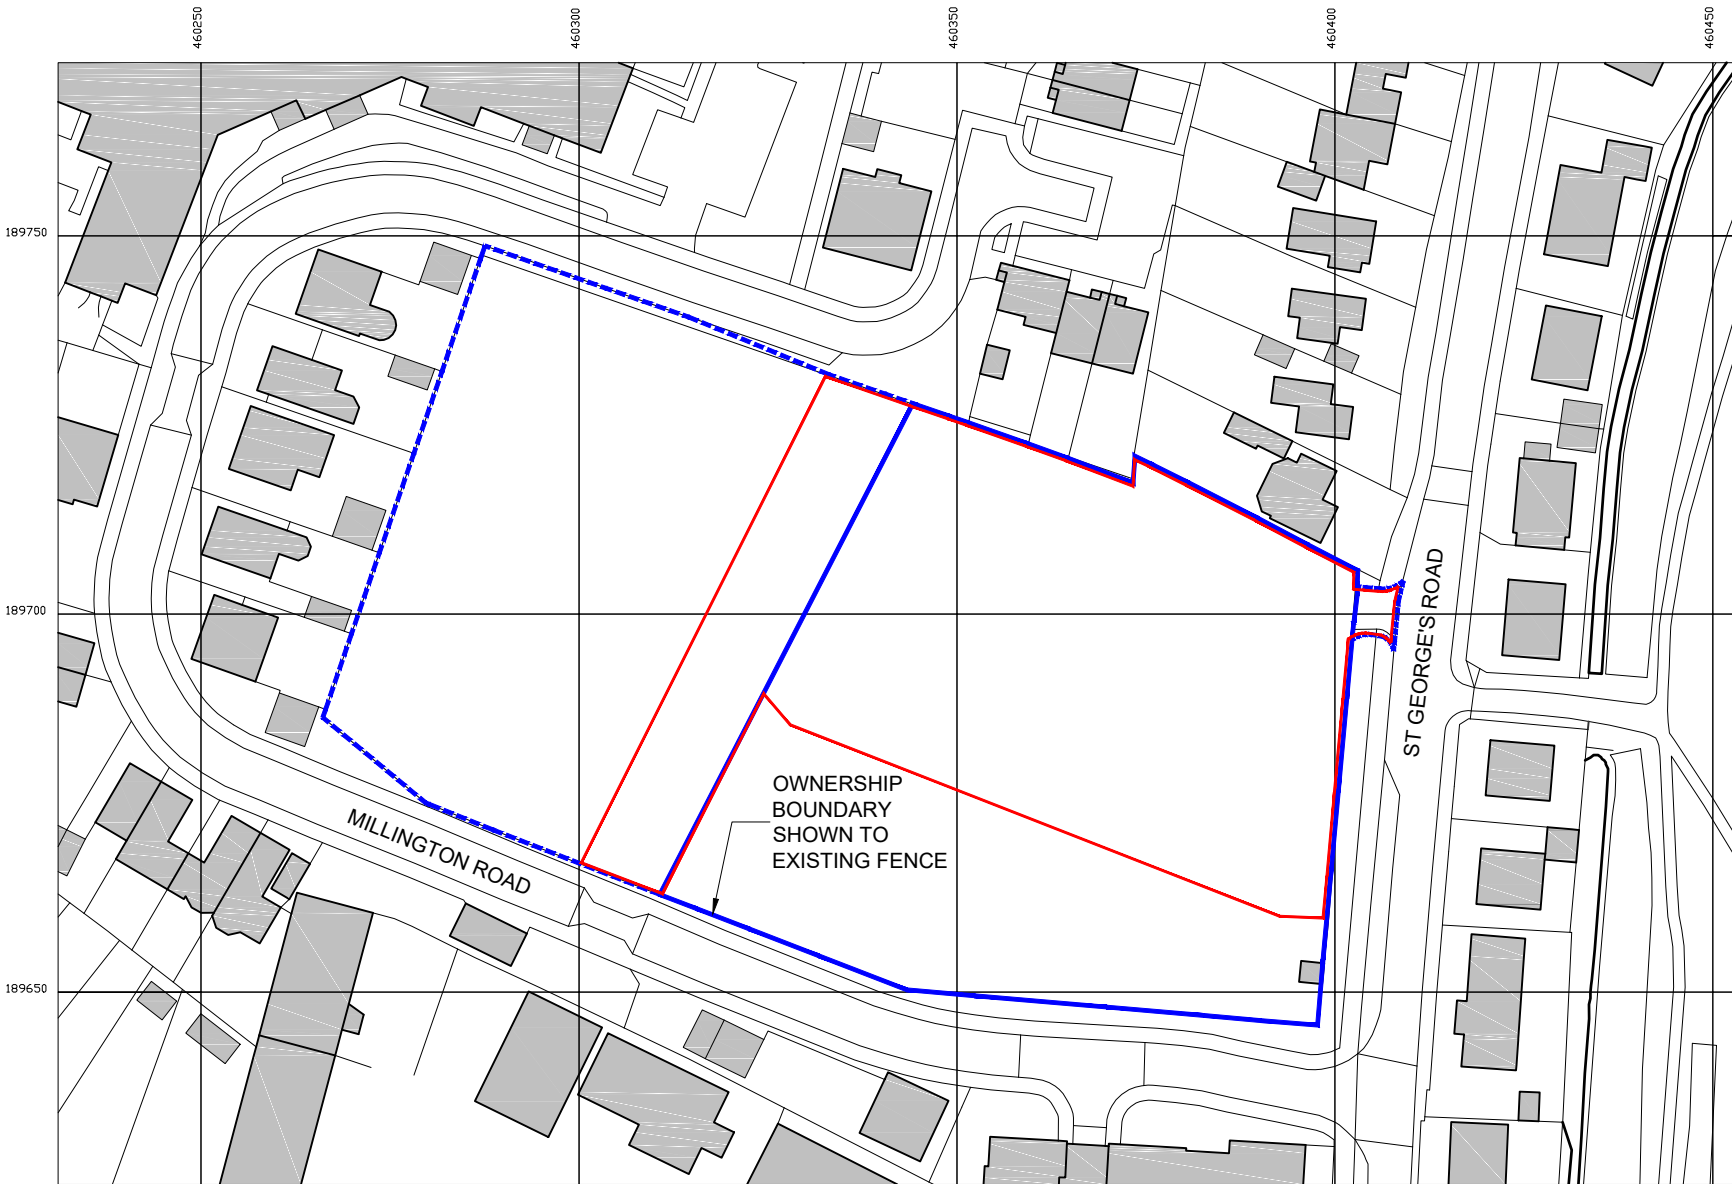 460250
460300
460350
460400
460450
189750
189700
189650
ST GEORGE'S ROAD
MILLINGTON ROAD
OWNERSHIP
BOUNDARY
SHOWN TO
EXISTING FENCE